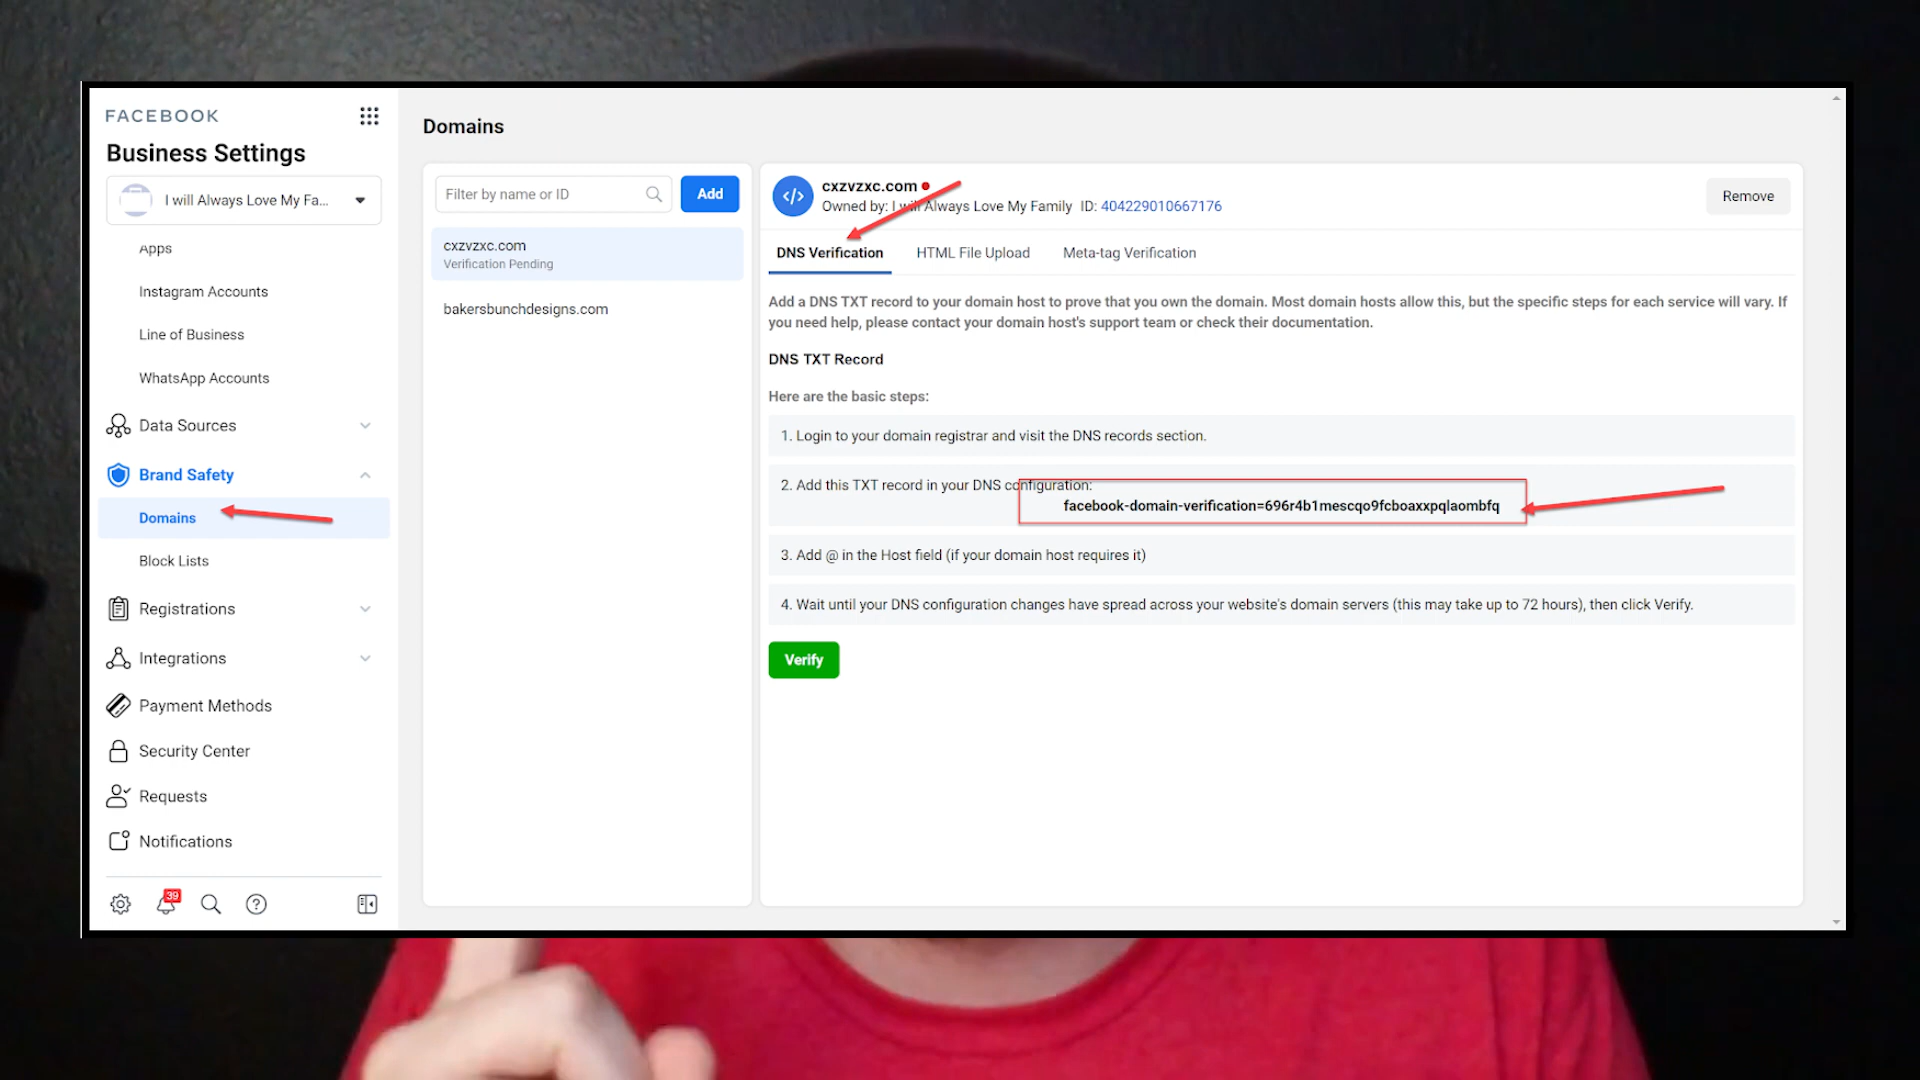 FACEBOOK
Business Settings
I will Always Love My Fa...
Apps
Instagram Accounts
Line of Business
WhatsApp Accounts
Data Sources
Brand Safety
Domains
Block Lists
Registrations
Integrations
Payment Methods
Security Center
Requests
Notifications
39
Domains
Filter by name or ID
Add
cxzvzxc.com
Verification Pending
bakersbunchdesigns.com
cxzvzxc.com
Owned by: I will Always Love My Family ID: 404229010667176
Remove
DNS Verification HTML File Upload Meta-tag Verification
Add a DNS TXT record to your domain host to prove that you own the domain. Most domain hosts allow this, but the specific steps for each service will vary. If
you need help, please contact your domain host's support team or check their documentation.
DNS TXT Record
Here are the basic steps:
1. Login to your domain registrar and visit the DNS records section.
2. Add this TXT record in your DNS configuration:
facebook-domain-verification=696r4b1mescqo9fcboaxxpqlaombfq
3. Add @ in the Host field (if your domain host requires it)
4. Wait until your DNS configuration changes have spread across your website's domain servers (this may take up to 72 hours), then click Verify.
Verify